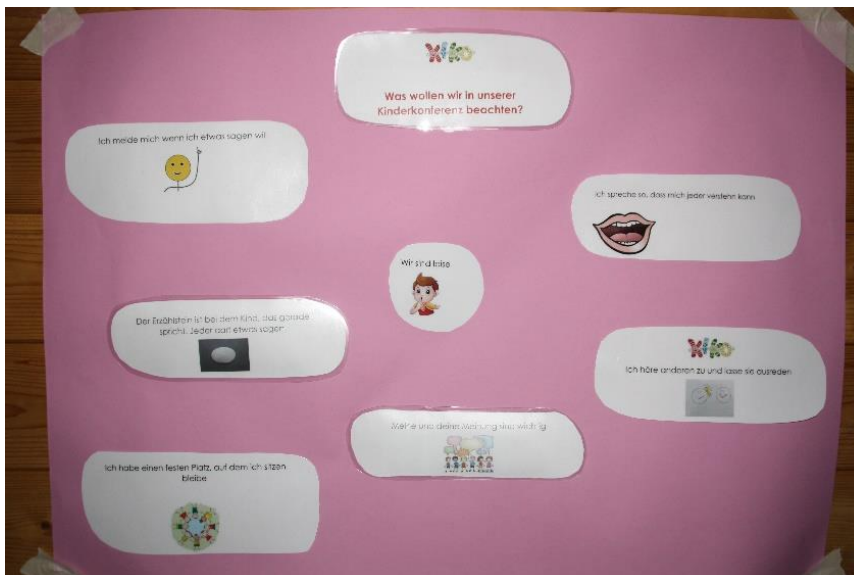 KiKo
Was wollen wir in unserer
Kinderkonferenz beachten?
Ich melde mich wenn ich etwas sagen will
Ich spreche so, dass mich jeder verstehn kann
Wir sind leise
Der Erzählstein ist bei dem Kind, das gerade
spricht. Jeder darf etwas sagen
KiKo
Ich höre anderen zu und lasse sie ausreden
Meine und deine Meinung sind wichtig
Ich habe einen festen Platz, auf dem ich sitzen
bleibe